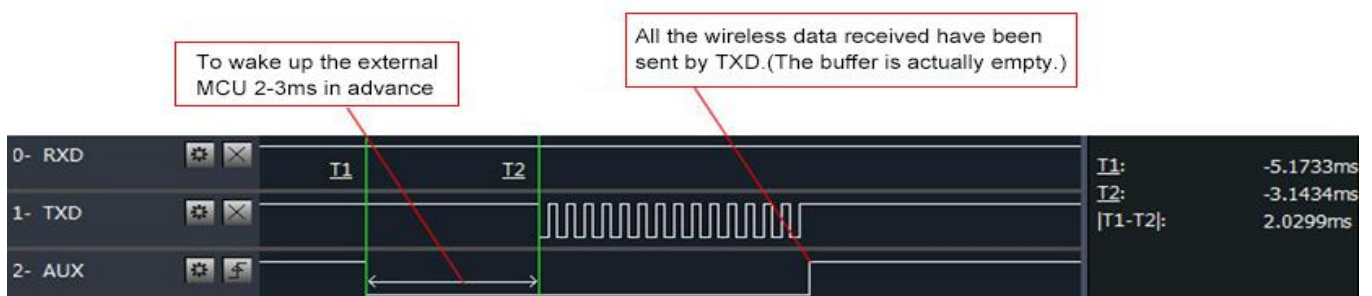 To wake up the external
MCU 2-3ms in advance
All the wireless data received have been
sent by TXD.(The buffer is actually empty.)
0- RXD
T1
T2
1- TXD
2- AUX
T1: -5.1733ms
T2: -3.1434ms
|T1-T2|: 2.0299ms